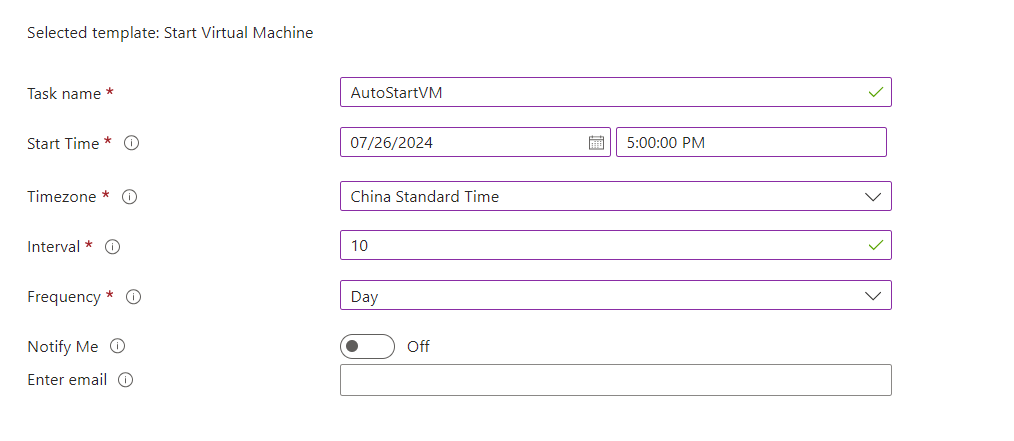 Selected template: Start Virtual Machine
Task name * AutoStartVM
Start Time * 07/26/2024 5:00:00 PM
Timezone * China Standard Time
Interval * 10
Frequency * Day
Notify Me Off
Enter email